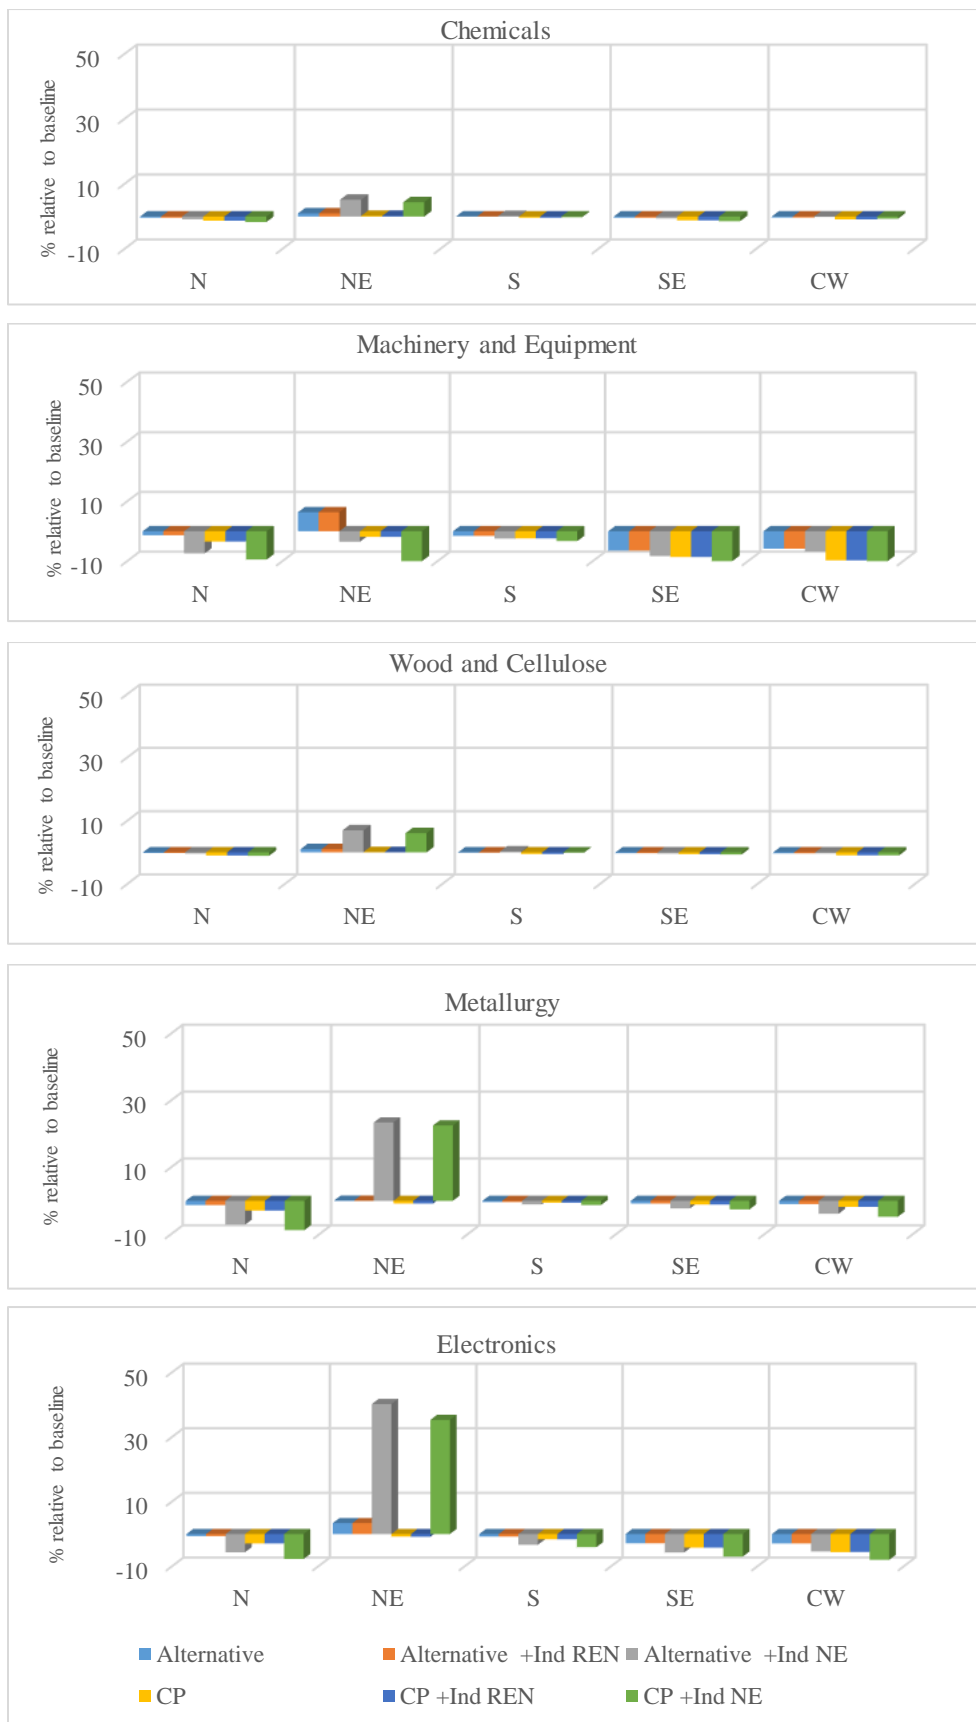 Chemicals
% relative to baseline
50
30
10
-10
N NE S SE CW
Machinery and Equipment
% relative to baseline
50
30
10
-10
N NE S SE CW
Wood and Cellulose
% relative to baseline
50
30
10
-10
N NE S SE CW
Metallurgy
% relative to baseline
50
30
10
-10
N NE S SE CW
Electronics
% relative to baseline
50
30
10
-10
N NE S SE CW
Alternative Alternative +Ind REN Alternative +Ind NE
CP CP +Ind REN CP +Ind NE